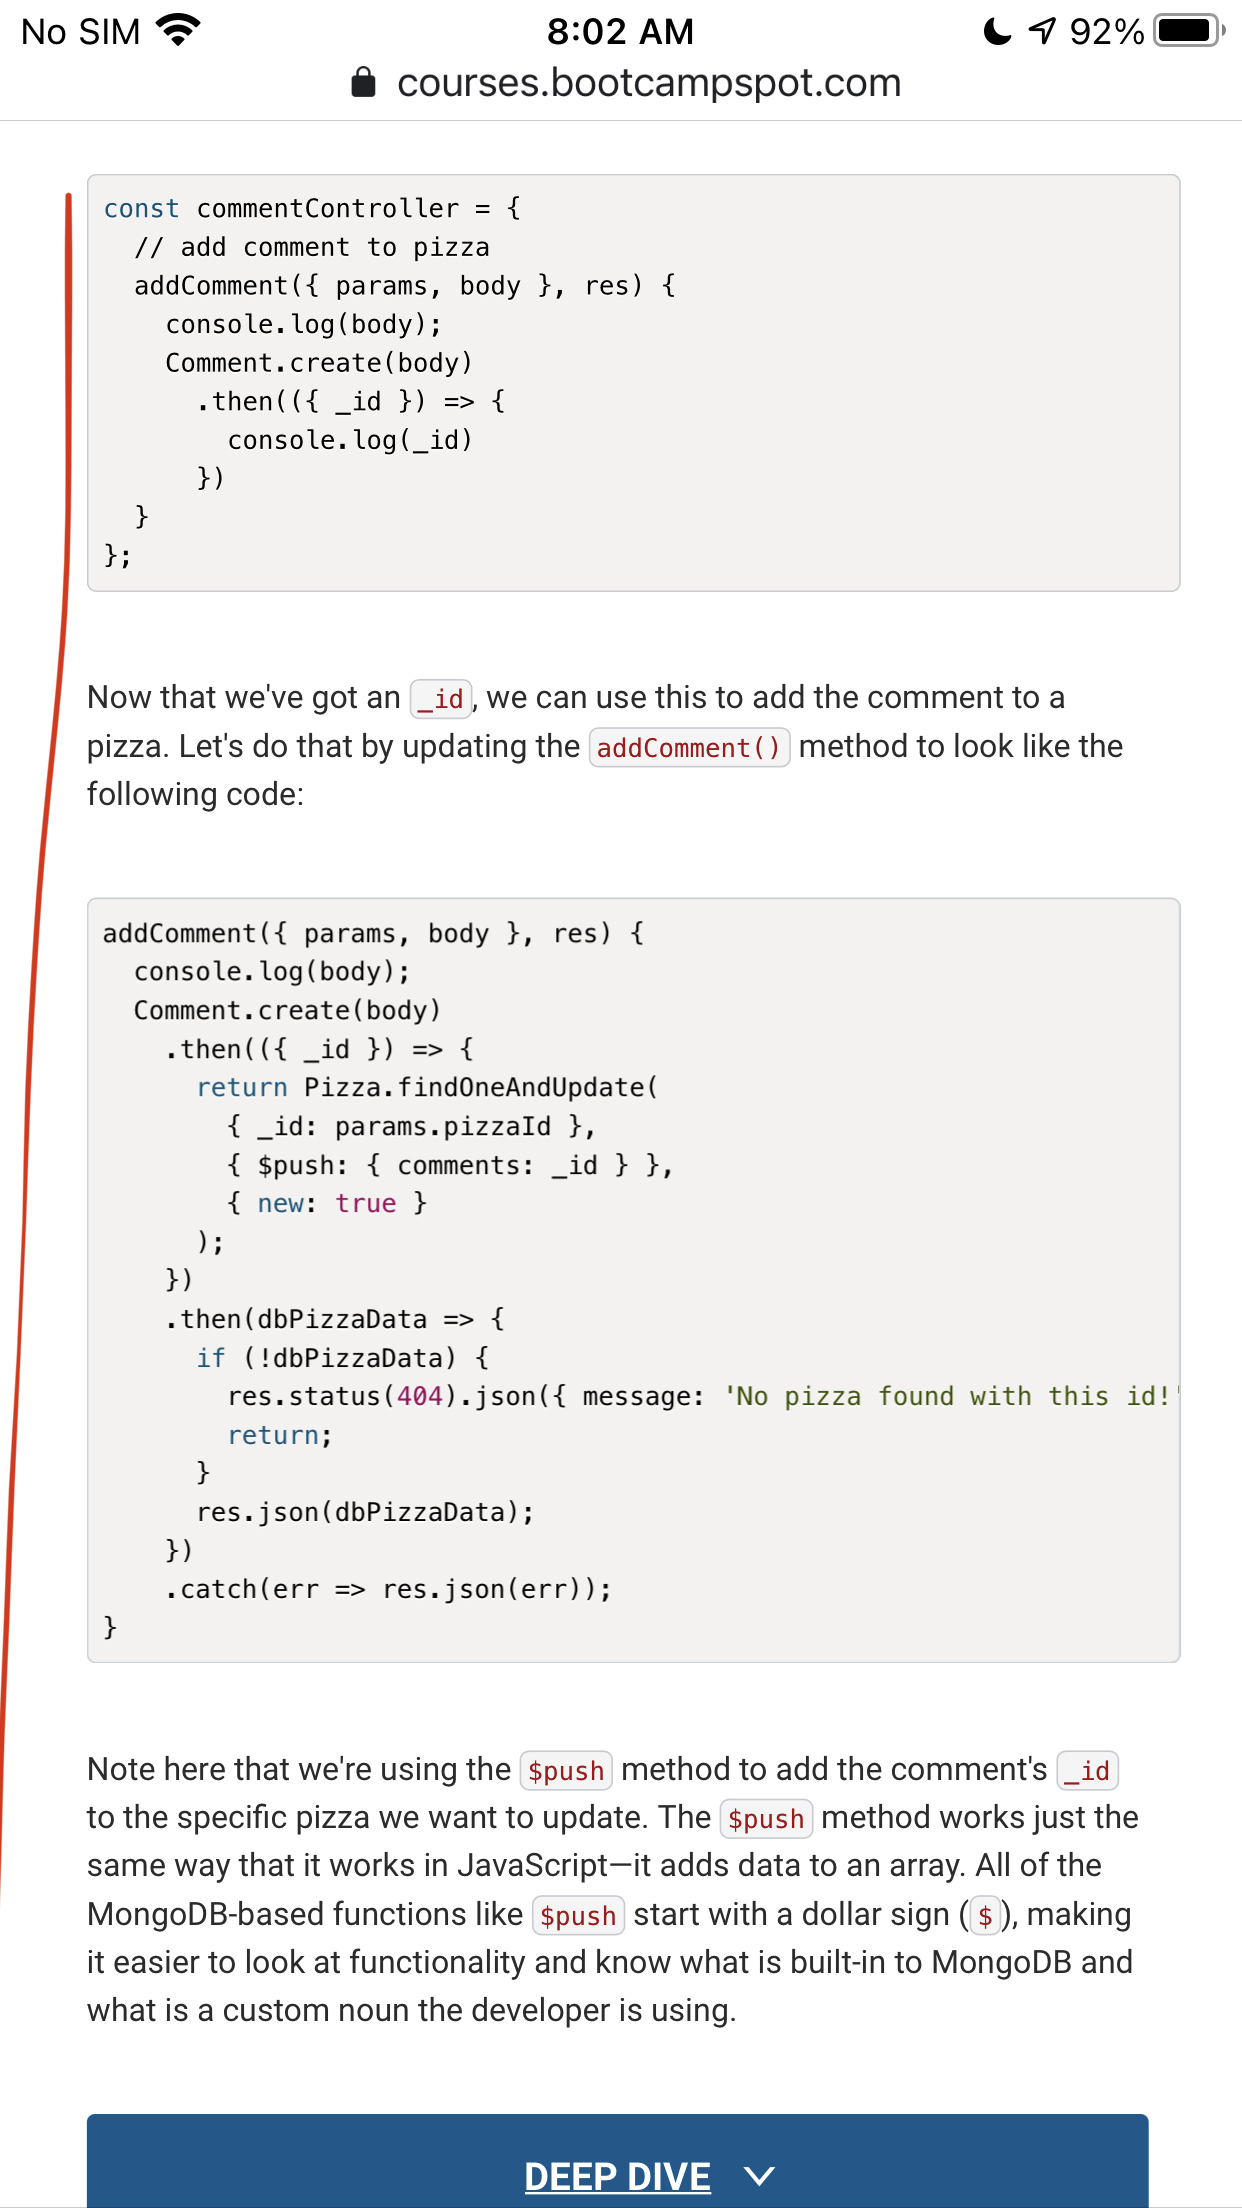 No SIM 8:02 AM 92%
courses.bootcampspot.com
const commentController = {
  // add comment to pizza
  addComment({ params, body }, res) {
    console.log(body);
    Comment.create(body)
      .then(({ _id }) => {
        console.log(_id)
      })
  }
};
Now that we've got an _id, we can use this to add the comment to a
pizza. Let's do that by updating the addComment() method to look like the
following code:
addComment({ params, body }, res) {
  console.log(body);
  Comment.create(body)
    .then(({ _id }) => {
      return Pizza.findOneAndUpdate(
        { _id: params.pizzaId },
        { $push: { comments: _id } },
        { new: true }
      );
    })
    .then(dbPizzaData => {
      if (!dbPizzaData) {
        res.status(404).json({ message: 'No pizza found with this id!'
        return;
      }
      res.json(dbPizzaData);
    })
    .catch(err => res.json(err));
}
Note here that we're using the $push method to add the comment's _id
to the specific pizza we want to update. The $push method works just the
same way that it works in JavaScript—it adds data to an array. All of the
MongoDB-based functions like $push start with a dollar sign ($), making
it easier to look at functionality and know what is built-in to MongoDB and
what is a custom noun the developer is using.
DEEP DIVE